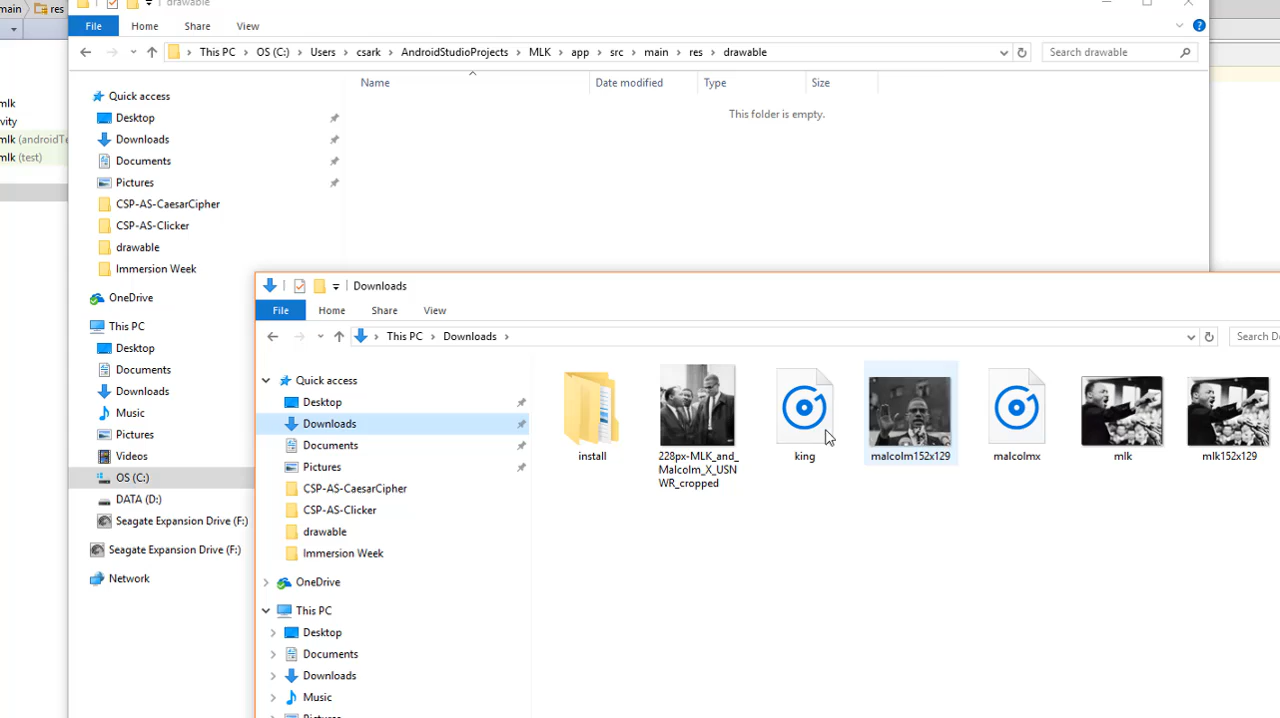 main
res
drawable
File
Home
Share
View
This PC
OS (C:)
Users
csark
AndroidStudioProjects
MLK
app
src
main
res
drawable
Search drawable
Name
Date modified
Type
Size
This folder is empty.
mlk
vity
mlk (androidTe
mlk (test)
Quick access
Desktop
Downloads
Documents
Pictures
CSP-AS-CaesarCipher
CSP-AS-Clicker
drawable
Immersion Week
OneDrive
This PC
Desktop
Documents
Downloads
Music
Pictures
Videos
OS (C:)
DATA (D:)
Seagate Expansion Drive (F:)
Seagate Expansion Drive (F:)
Network
Downloads
File
Home
Share
View
This PC
Downloads
Search D
Quick access
Desktop
Downloads
Documents
Pictures
CSP-AS-CaesarCipher
CSP-AS-Clicker
drawable
Immersion Week
OneDrive
This PC
Desktop
Documents
Downloads
Music
Pictures
install
228px-MLK_and_
Malcolm_X_USN
WR_cropped
king
malcolm152x129
malcolmx
mlk
mlk152x129